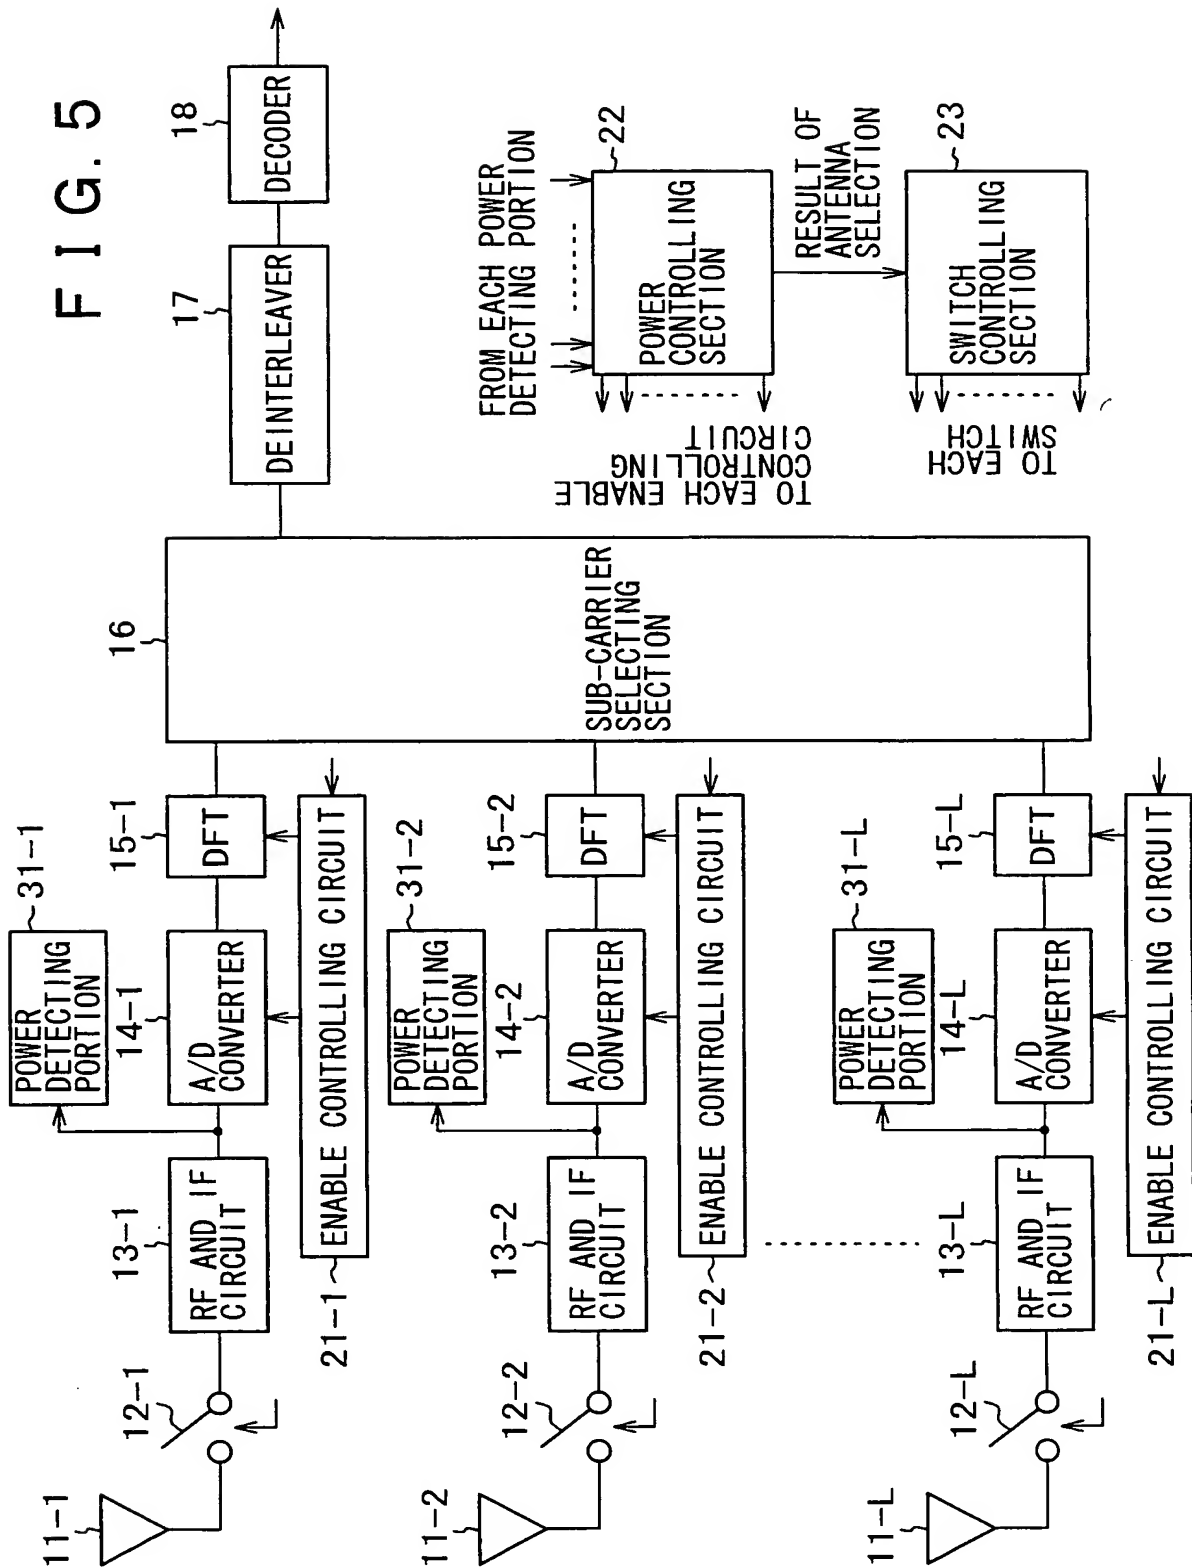 FIG. 5
11-1
12-1
13-1
RF AND IF
CIRCUIT
31-1
POWER
DETECTING
PORTION
14-1
A/D
CONVERTER
15-1
DFT
21-1
ENABLE CONTROLLING CIRCUIT
11-2
12-2
13-2
RF AND IF
CIRCUIT
31-2
POWER
DETECTING
PORTION
14-2
A/D
CONVERTER
15-2
DFT
21-2
ENABLE CONTROLLING CIRCUIT
11-L
12-L
13-L
RF AND IF
CIRCUIT
31-L
POWER
DETECTING
PORTION
14-L
A/D
CONVERTER
15-L
DFT
21-L
ENABLE CONTROLLING CIRCUIT
16
SUB-CARRIER
SELECTING
SECTION
17
DEINTERLEAVER
18
DECODER
FROM EACH POWER
DETECTING PORTION
22
POWER
CONTROLLING
SECTION
TO EACH ENABLE
CONTROLLING
CIRCUIT
RESULT OF
ANTENNA
SELECTION
23
SWITCH
CONTROLLING
SECTION
TO EACH
SWITCH